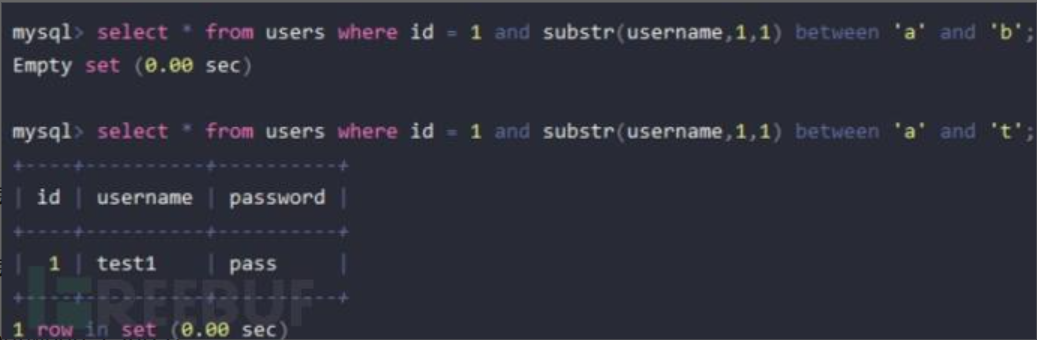 mysql> select * from users where id = 1 and substr(username,1,1) between 'a' and 'b';
Empty set (0.00 sec)
mysql> select * from users where id = 1 and substr(username,1,1) between 'a' and 't';
+----+----------+----------+
| id | username | password |
+----+----------+----------+
| 1 | test1 | pass |
+----+----------+----------+
FREEBUF
1 row in set (0.00 sec)